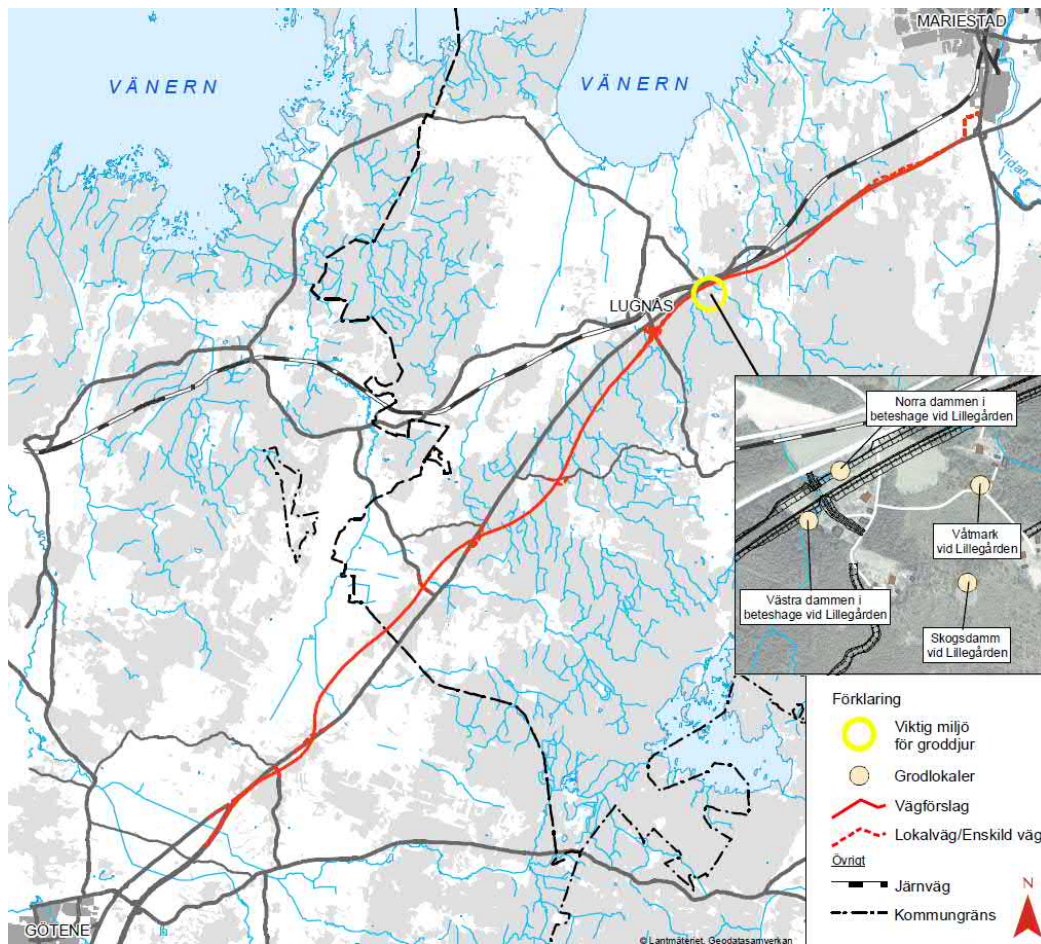 MARIESTAD
VÄNERN
VÄNERN
Tidan
LUGNÅS
Norra dammen i
beteshage vid Lillegården
Våtmark
vid Lillegården
Västra dammen i
beteshage vid Lillegården
Skogsdamm
vid Lillegården
Förklaring
Viktig miljö
för groddjur
Grodlokaler
Vägförslag
Lokalväg/Enskild väg
Övrigt
Järnväg
Kommungräns
N
GÖTENE
© Lantmäteriet, Geodatasamverkan